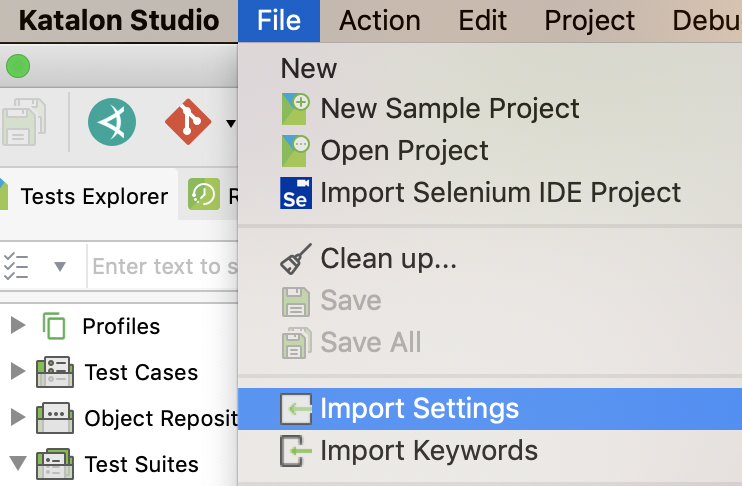 Katalon Studio File Action Edit Project Debu
New
New Sample Project
Open Project
Se Import Selenium IDE Project
Tests Explorer R
Clean up...
Enter text to s
Save
Profiles
Save All
Test Cases
Import Settings
Object Reposit
Import Keywords
Test Suites